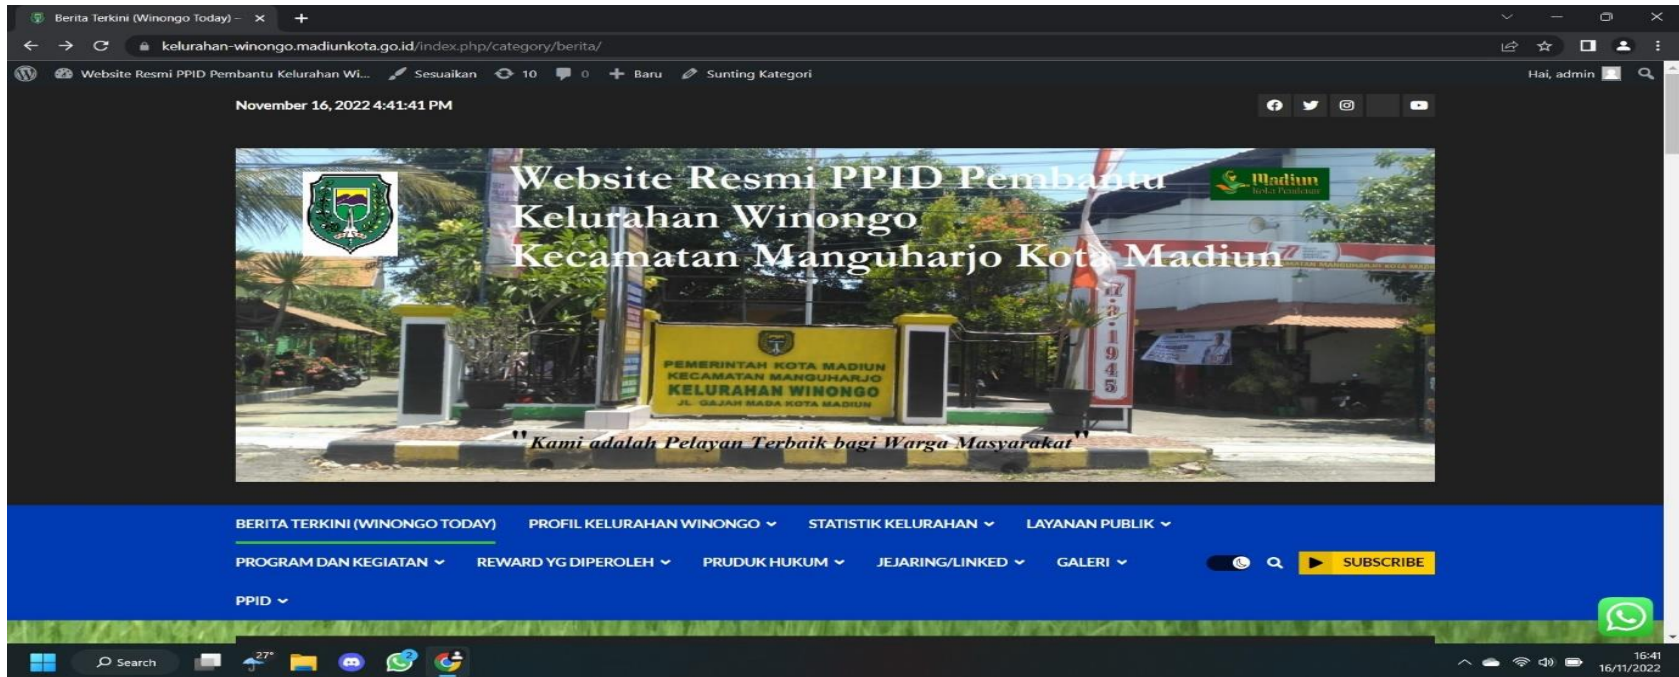 Berita Terkini (Winongo Today) –
kelurahan-winongo.madiunkota.go.id/index.php/category/berita/
Website Resmi PPID Pembantu Kelurahan Wi... Sesuaikan 10 0 Baru Sunting Kategori Hai, admin
November 16, 2022 4:41:41 PM
Website Resmi PPID Pembantu
Kelurahan Winongo
Kecamatan Manguharjo Kota Madiun
Madiun
PEMERINTAH KOTA MADIUN
KECAMATAN MANGUHARJO
KELURAHAN WINONGO
JL. GAJAH MADA KOTA MADIUN
17.8.1945
"Kami adalah Pelayan Terbaik bagi Warga Masyarakat"
BERITA TERKINI (WINONGO TODAY) PROFIL KELURAHAN WINONGO STATISTIK KELURAHAN LAYANAN PUBLIK
PROGRAM DAN KEGIATAN REWARD YG DIPEROLEH PRUDUK HUKUM JEJARING/LINKED GALERI SUBSCRIBE
PPID
Search 27° 2 16:41
16/11/2022